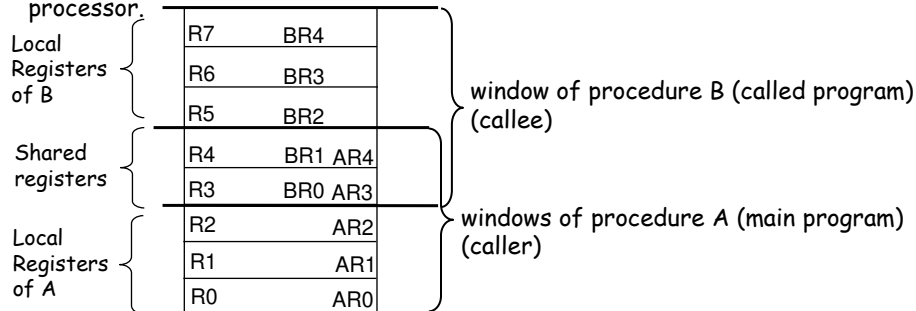 processor.
Local
Registers
of B
R7 BR4
R6 BR3
R5 BR2
window of procedure B (called program)
(callee)
Shared
registers
R4 BR1 AR4
R3 BR0 AR3
Local
Registers
of A
R2 AR2
R1 AR1
R0 AR0
windows of procedure A (main program)
(caller)